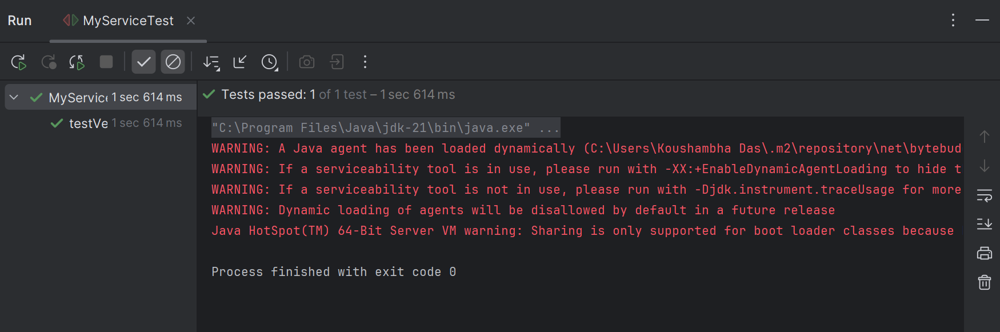 Run MyServiceTest
MyService 1 sec 614 ms
testVe 1 sec 614 ms
Tests passed: 1 of 1 test – 1 sec 614 ms
"C:\Program Files\Java\jdk-21\bin\java.exe" ...
WARNING: A Java agent has been loaded dynamically (C:\Users\Koushambha Das\.m2\repository\net\bytebud
WARNING: If a serviceability tool is in use, please run with -XX:+EnableDynamicAgentLoading to hide t
WARNING: If a serviceability tool is not in use, please run with -Djdk.instrument.traceUsage for more
WARNING: Dynamic loading of agents will be disallowed by default in a future release
Java HotSpot(TM) 64-Bit Server VM warning: Sharing is only supported for boot loader classes because
Process finished with exit code 0